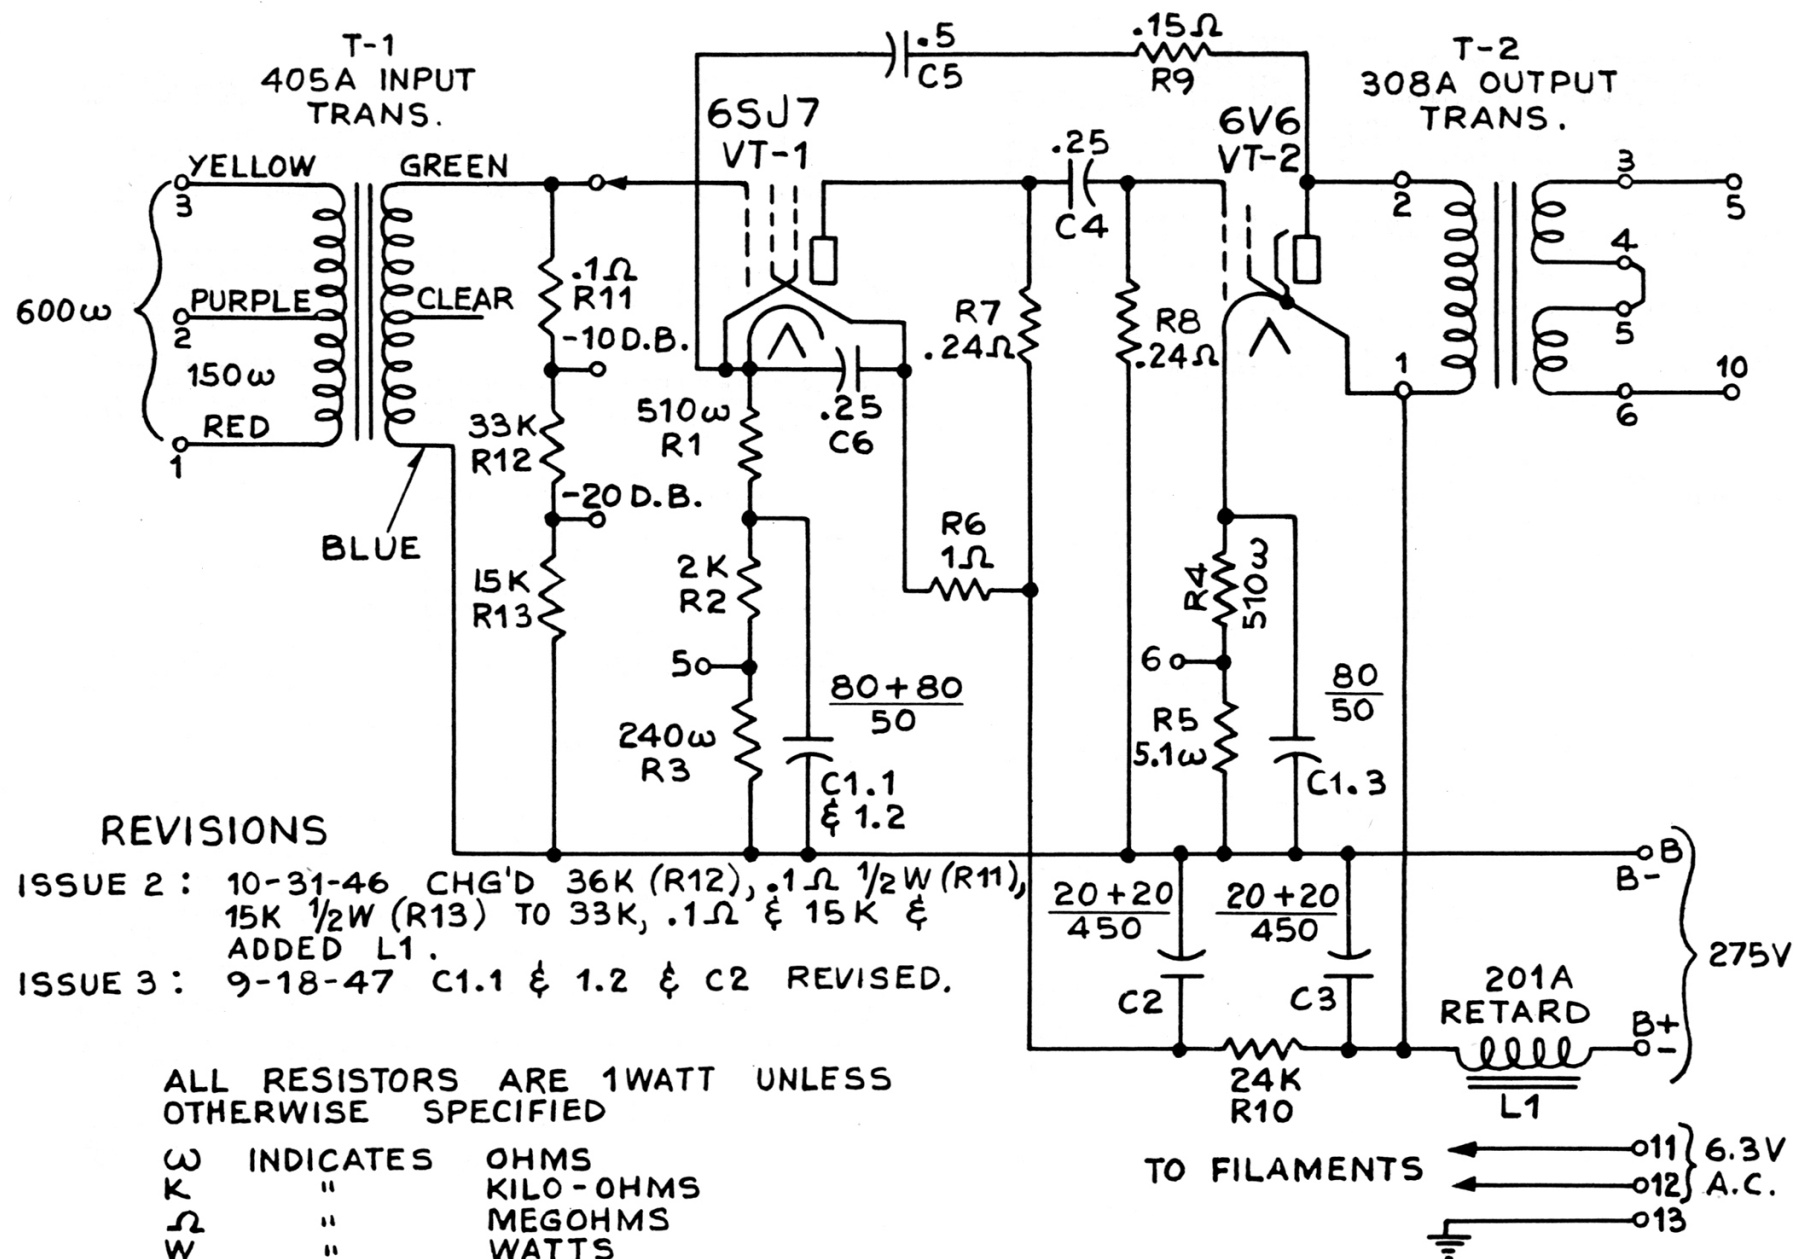 T-1
405A INPUT
TRANS.
.5
C5
.15Ω
R9
T-2
308A OUTPUT
TRANS.
6SJ7
VT-1
6V6
VT-2
.25
C4
YELLOW
GREEN
3
2
3
5
600ω
PURPLE
2
CLEAR
.1Ω
R11
-10 D.B.
150ω
RED
1
BLUE
33K
R12
-20 D.B.
15K
R13
510ω
R1
.25
C6
R7
.24Ω
R8
.24Ω
4
5
1
6
10
R6
1Ω
2K
R2
5
240ω
R3
80+80
50
C1.1
& 1.2
R4
510ω
6
R5
5.1ω
80
50
C1.3
B
B-
REVISIONS
ISSUE 2: 10-31-46 CHG'D 36K (R12), .1Ω 1/2W (R11),
15K 1/2W (R13) TO 33K, .1Ω & 15K &
ADDED L1.
ISSUE 3: 9-18-47 C1.1 & 1.2 & C2 REVISED.
20+20
450
C2
20+20
450
C3
275V
201A
RETARD
B+
-
L1
24K
R10
ALL RESISTORS ARE 1WATT UNLESS
OTHERWISE SPECIFIED
ω INDICATES OHMS
K " KILO-OHMS
Ω " MEGOHMS
W " WATTS
TO FILAMENTS
11
12
6.3V
A.C.
13